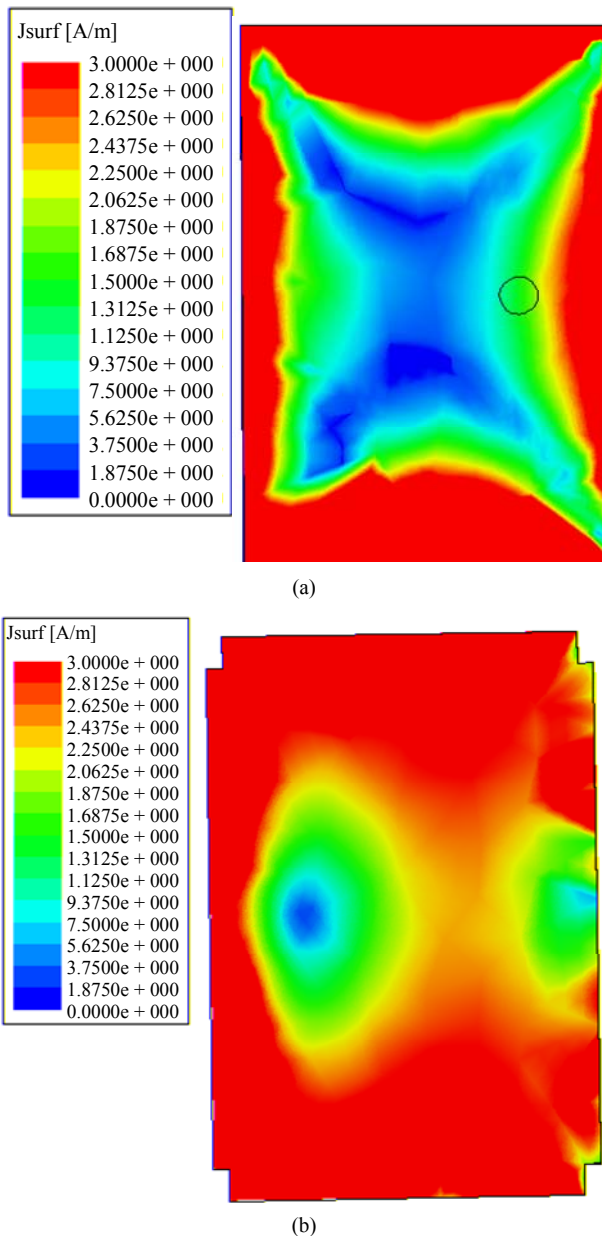 Jsurf [A/m]
3.0000e + 000
2.8125e + 000
2.6250e + 000
2.4375e + 000
2.2500e + 000
2.0625e + 000
1.8750e + 000
1.6875e + 000
1.5000e + 000
1.3125e + 000
1.1250e + 000
9.3750e + 000
7.5000e + 000
5.6250e + 000
3.7500e + 000
1.8750e + 000
0.0000e + 000
(a)
Jsurf [A/m]
3.0000e + 000
2.8125e + 000
2.6250e + 000
2.4375e + 000
2.2500e + 000
2.0625e + 000
1.8750e + 000
1.6875e + 000
1.5000e + 000
1.3125e + 000
1.1250e + 000
9.3750e + 000
7.5000e + 000
5.6250e + 000
3.7500e + 000
1.8750e + 000
0.0000e + 000
(b)